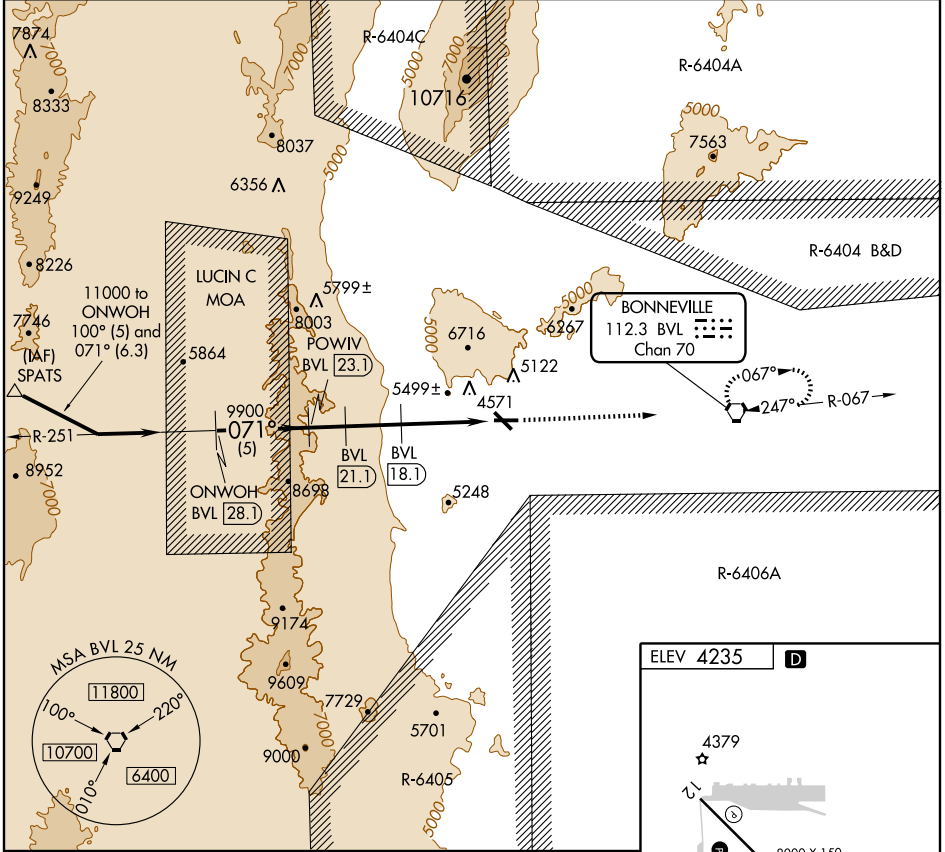 7874
7000
8333
9249
8226
7746
(IAF)
SPATS
11000 to
ONWOH
100° (5) and
071° (6.3)
R-251
8952
7000
7000
8037
6356
5000
R-6404C
5000
7000
10716
R-6404A
5000
7563
R-6404 B&D
LUCIN C
MOA
5864
5799±
8003
POWIV
BVL 23.1
9900
071°
(5)
ONWOH
BVL 28.1
8698
BVL
21.1
BVL
18.1
5000
6716
5499±
4571
5122
5000
6267
BONNEVILLE
112.3 BVL
Chan 70
067°
247°
R-067
5248
R-6406A
9174
9609
7000
9000
7729
5701
R-6405
5000
MSA BVL 25 NM
11800
100°
220°
10700
6400
010°
ELEV 4235
D
4379
12
P
8000 X 150